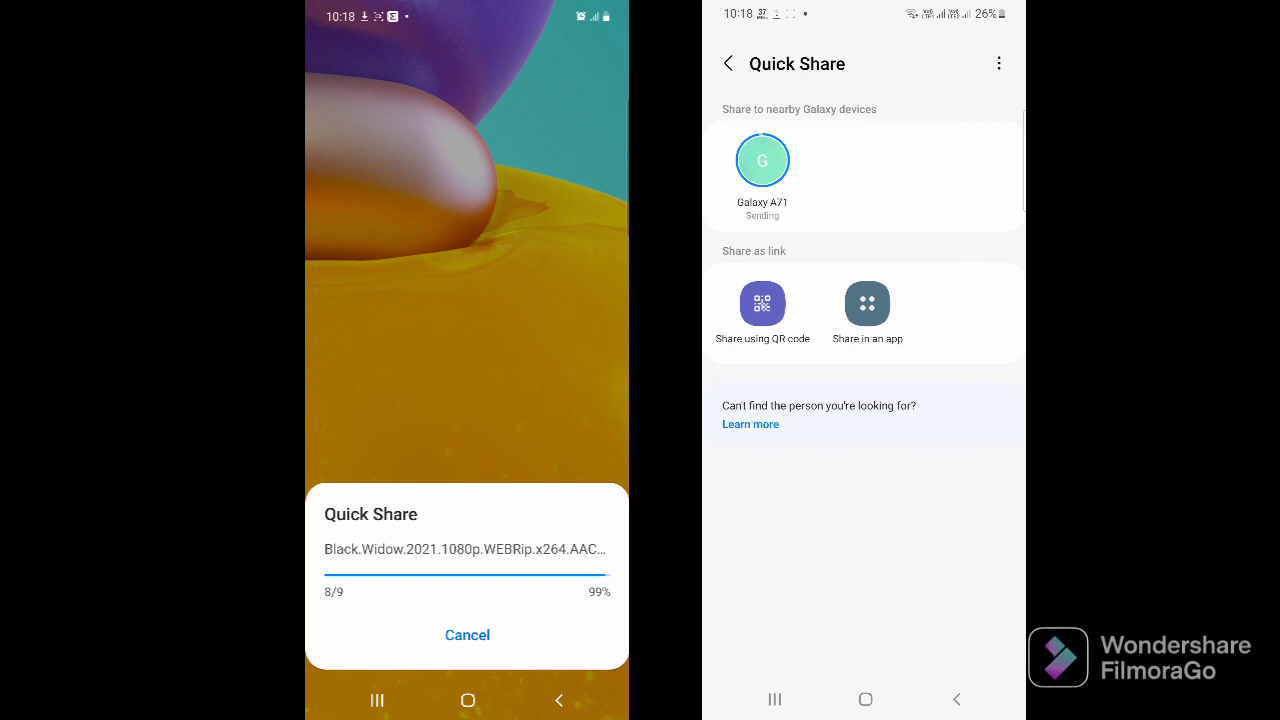 10:18
Quick Share
Black.Widow.2021.1080p.WEBRip.x264.AAC...
8/9 99%
Cancel
10:18 37 26%
Quick Share
Share to nearby Galaxy devices
G
Galaxy A71
Sending
Share as link
Share using QR code Share in an app
Can't find the person you're looking for?
Learn more
Wondershare
FilmoraGo